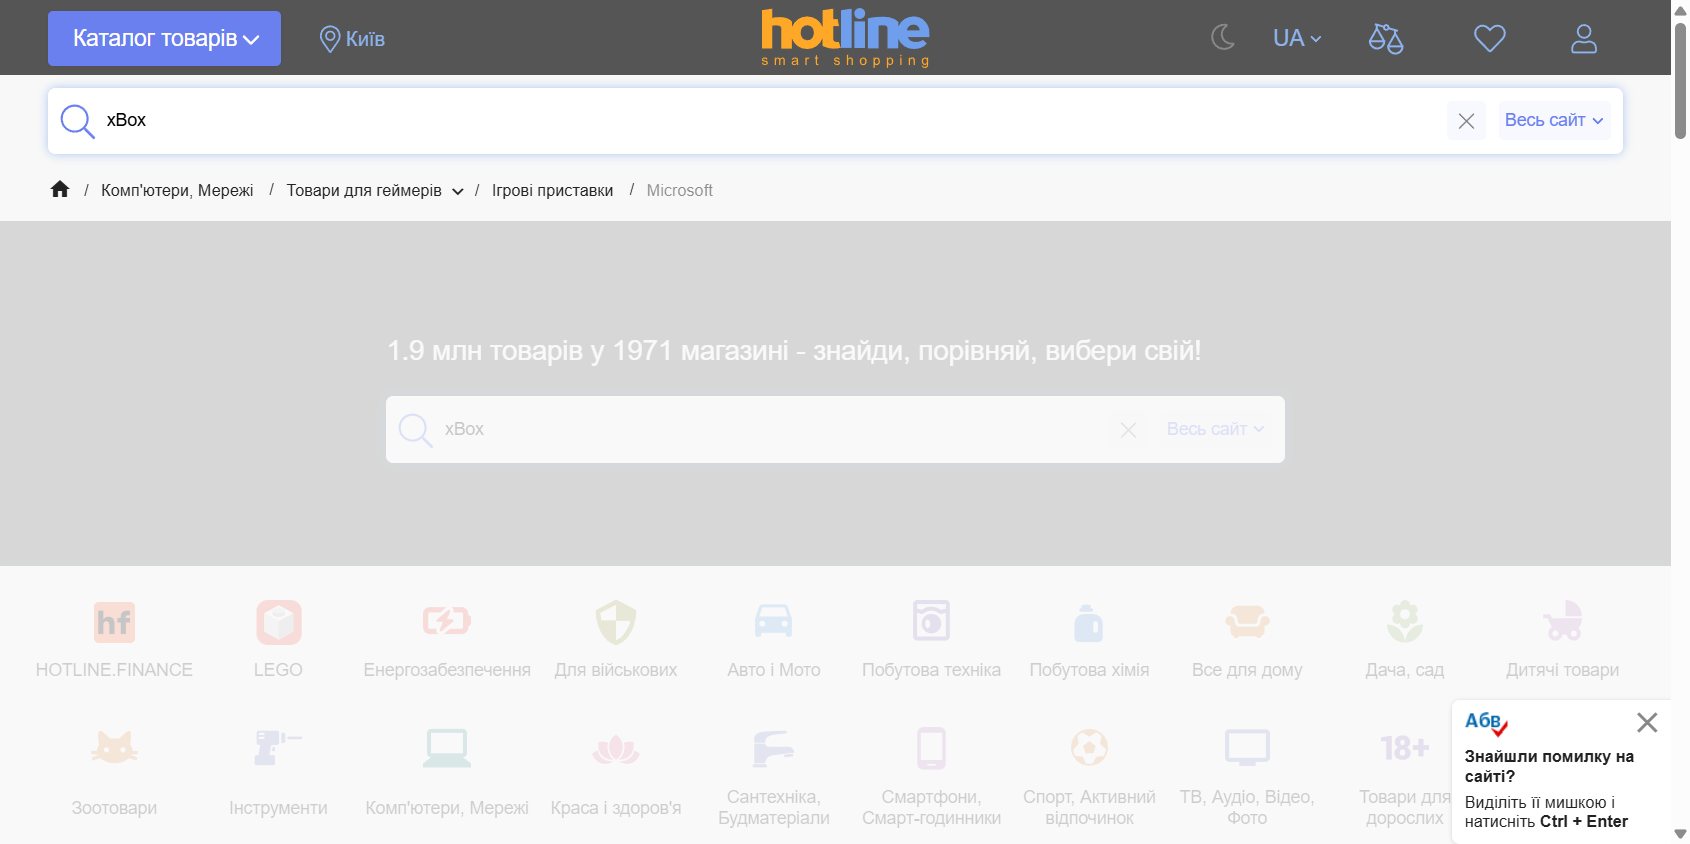 Каталог товарів
Київ
hotline
smart shopping
UA
xBox
Весь сайт
/ Комп'ютери, Мережі / Товари для геймерів / Ігрові приставки / Microsoft
1.9 млн товарів у 1971 магазині - знайди, порівняй, вибери свій!
xBox
Весь сайт
hf
HOTLINE.FINANCE
LEGO
Енергозабезпечення
Для військових
Авто і Мото
Побутова техніка
Побутова хімія
Все для дому
Дача, сад
Дитячі товари
Зоотовари
Інструменти
Комп'ютери, Мережі
Краса і здоров'я
Сантехніка,
Будматеріали
Смартфони,
Смарт-годинники
Спорт, Активний
відпочинок
ТВ, Аудіо, Відео,
Фото
18+
Товари для
дорослих
Абв
Знайшли помилку на
сайті?
Виділіть її мишкою і
натисніть Ctrl + Enter